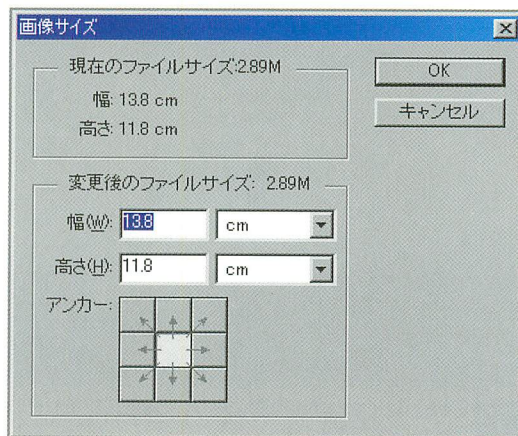 画像サイズ
現在のファイルサイズ:2.89M
幅: 13.8 cm
高さ: 11.8 cm
OK
キャンセル
変更後のファイルサイズ: 2.89M
幅(W): 13.8 cm
高さ(H): 11.8 cm
アンカー: